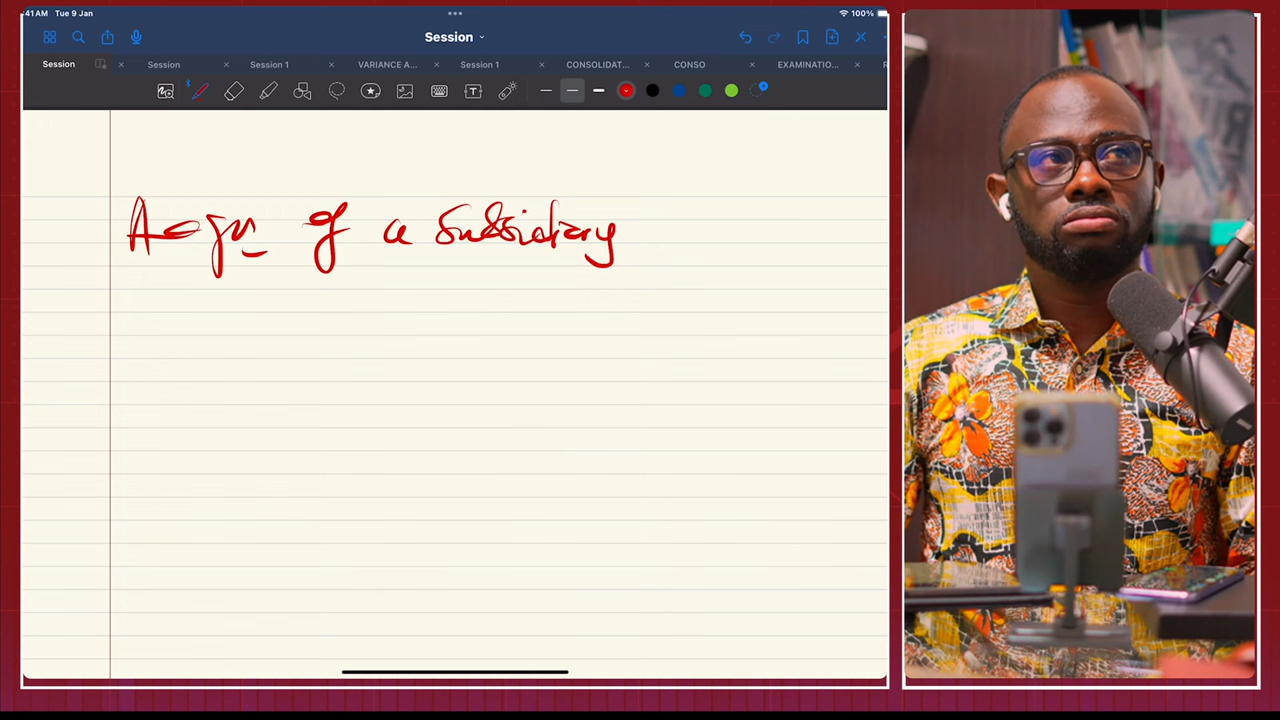 41 AM Tue 9 Jan
100%
Session
Session
Session
Session 1
VARIANCE A...
Session 1
CONSOLIDAT...
CONSO
EXAMINATIO...
T
of a subsidiary